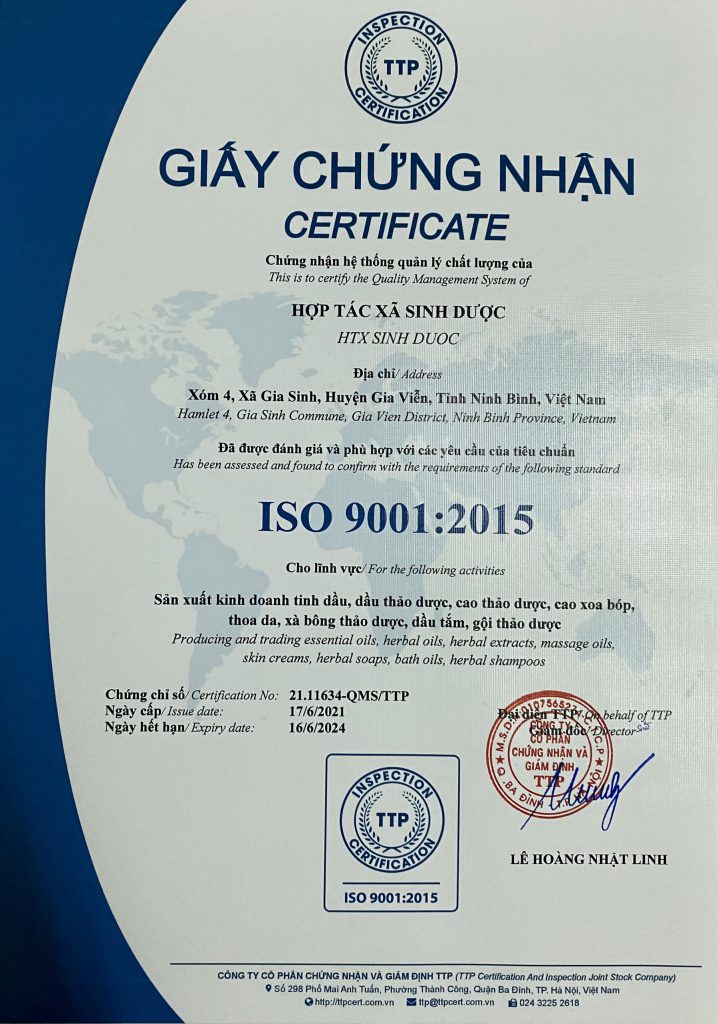 INSPECTION
TTP
CERTIFICATION
GIẤY CHỨNG NHẬN
CERTIFICATE
Chứng nhận hệ thống quản lý chất lượng của
This is to certify the Quality Management System of
HỢP TÁC XÃ SINH DƯỢC
HTX SINH DUOC
Địa chỉ/ Address
Xóm 4, Xã Gia Sinh, Huyện Gia Viễn, Tỉnh Ninh Bình, Việt Nam
Hamlet 4, Gia Sinh Commune, Gia Vien District, Ninh Binh Province, Vietnam
Đã được đánh giá và phù hợp với các yêu cầu của tiêu chuẩn
Has been assessed and found to confirm with the requirements of the following standard
ISO 9001:2015
Cho lĩnh vực/ For the following activities
Sản xuất kinh doanh tinh dầu, dầu thảo dược, cao thảo dược, cao xoa bóp,
thoa da, xà bông thảo dược, dầu tắm, gội thảo dược
Producing and trading essential oils, herbal oils, herbal extracts, massage oils,
skin creams, herbal soaps, bath oils, herbal shampoos
Chứng chỉ số/ Certification No: 21.11634-QMS/TTP
Ngày cấp/ Issue date: 17/6/2021
Ngày hết hạn/ Expiry date: 16/6/2024
Đại diện TTP/ On behalf of TTP
Giám đốc/ Director
CÔNG TY
CỔ PHẦN
CHỨNG NHẬN VÀ
GIÁM ĐỊNH
TTP
LÊ HOÀNG NHẬT LINH
INSPECTION
TTP
CERTIFICATION
ISO 9001:2015
CÔNG TY CỔ PHẦN CHỨNG NHẬN VÀ GIÁM ĐỊNH TTP (TTP Certification And Inspection Joint Stock Company)
Số 298 Phố Mai Anh Tuấn, Phường Thành Công, Quận Ba Đình, TP. Hà Nội, Việt Nam
http://ttpcert.com.vn ttp@ttpcert.com.vn 024 3225 2618